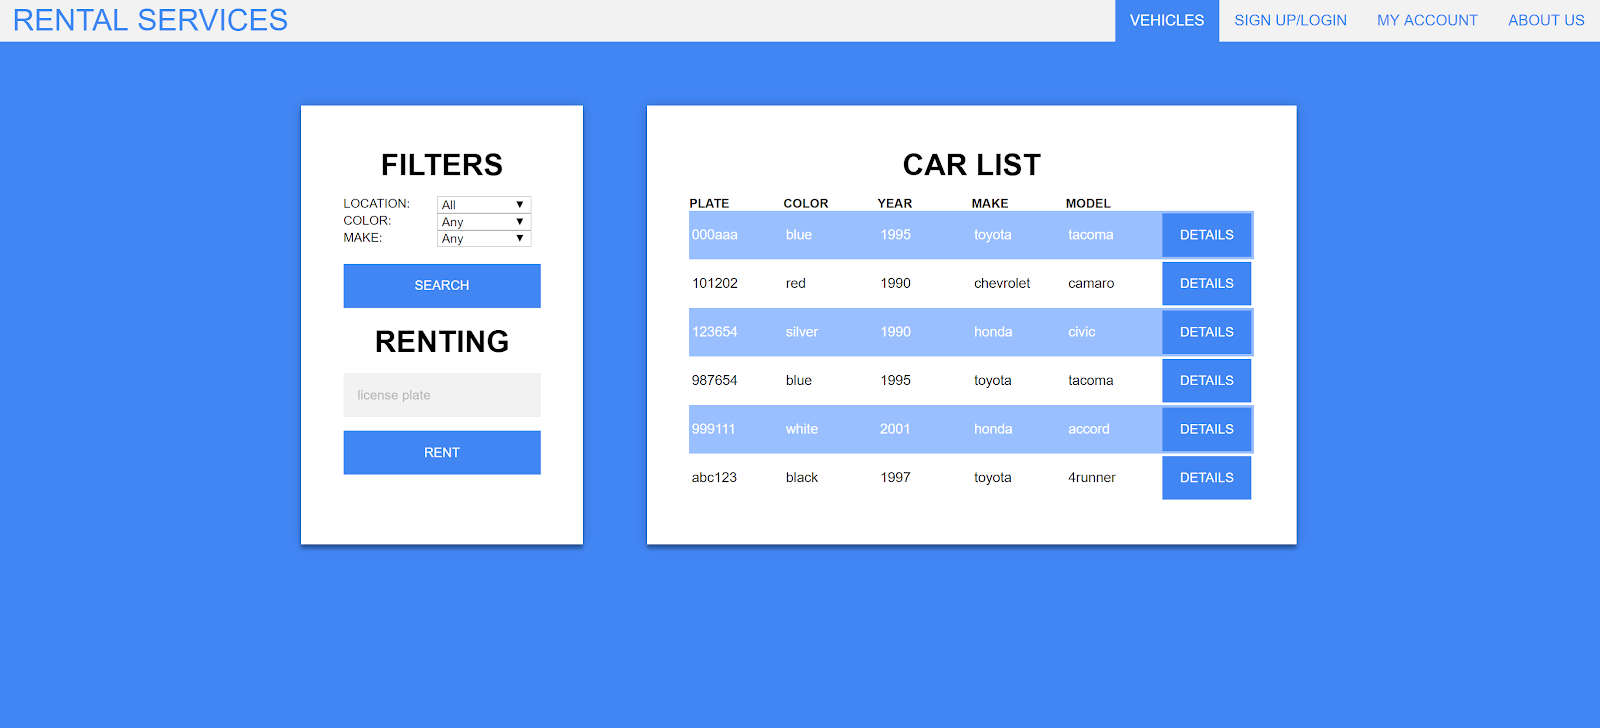 RENTAL SERVICES VEHICLES SIGN UP/LOGIN MY ACCOUNT ABOUT US
FILTERS
LOCATION: All
COLOR: Any
MAKE: Any
SEARCH
RENTING
license plate
RENT
CAR LIST
PLATE COLOR YEAR MAKE MODEL
000aaa blue 1995 toyota tacoma DETAILS
101202 red 1990 chevrolet camaro DETAILS
123654 silver 1990 honda civic DETAILS
987654 blue 1995 toyota tacoma DETAILS
999111 white 2001 honda accord DETAILS
abc123 black 1997 toyota 4runner DETAILS